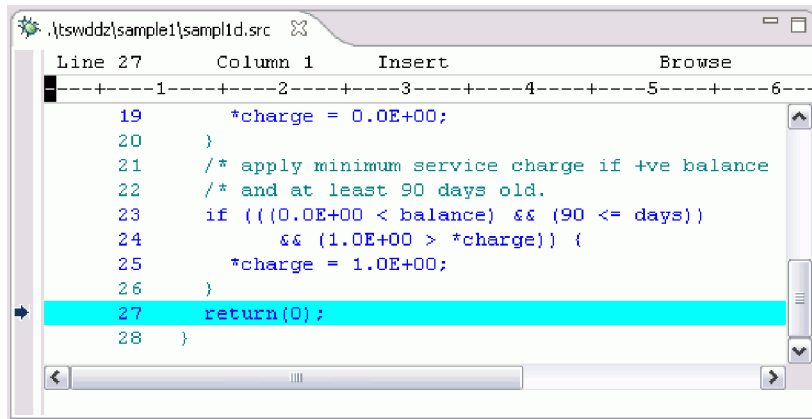 .\tswddz\sample1\sampl1d.src
Line 27 Column 1 Insert Browse
----+----1----+----2----+----3----+----4----+----5----+----6---
19 *charge = 0.0E+00;
20 }
21 /* apply minimum service charge if +ve balance
22 /* and at least 90 days old.
23 if (((0.0E+00 < balance) && (90 <= days))
24 && (1.0E+00 > *charge)) {
25 *charge = 1.0E+00;
26 }
27 return(0);
28 }